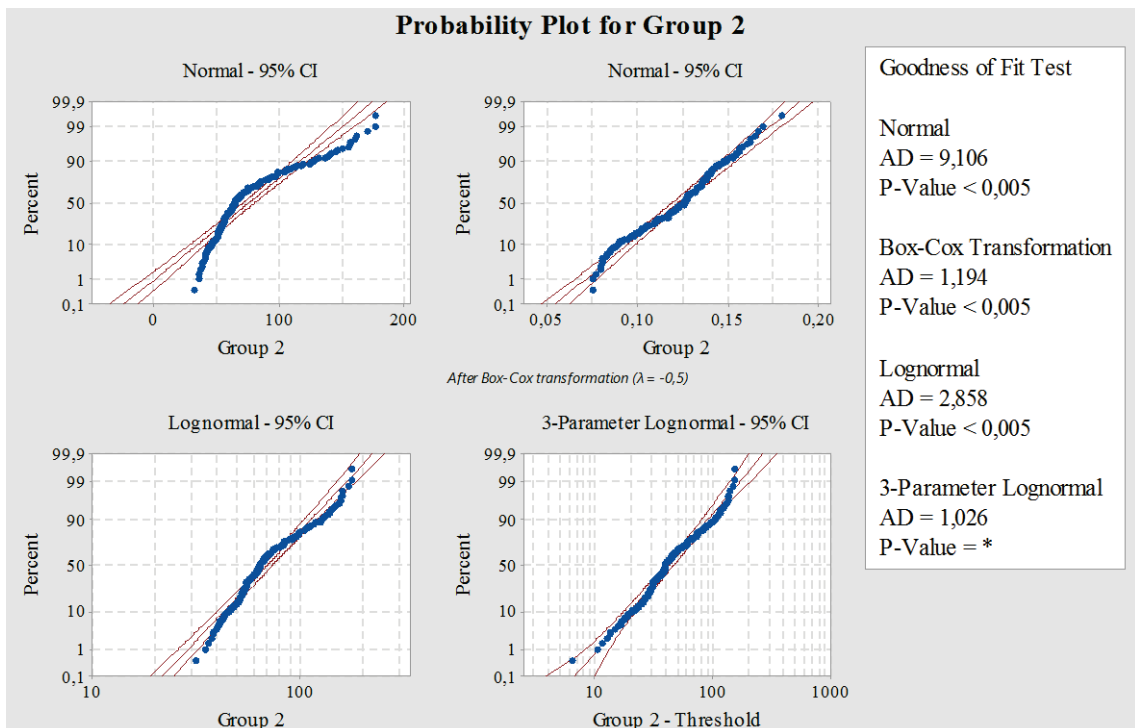 Probability Plot for Group 2
Normal - 95% CI
99,9
99
90
50
10
1
0,1
Percent
0
100
200
Group 2
Normal - 95% CI
99,9
99
90
50
10
1
0,1
Percent
0,05
0,10
0,15
0,20
Group 2
After Box-Cox transformation (λ = -0,5)
Lognormal - 95% CI
99,9
99
90
50
10
1
0,1
Percent
10
100
Group 2
3-Parameter Lognormal - 95% CI
99,9
99
90
50
10
1
0,1
Percent
10
100
1000
Group 2 - Threshold
Goodness of Fit Test
Normal
AD = 9,106
P-Value < 0,005
Box-Cox Transformation
AD = 1,194
P-Value < 0,005
Lognormal
AD = 2,858
P-Value < 0,005
3-Parameter Lognormal
AD = 1,026
P-Value = *